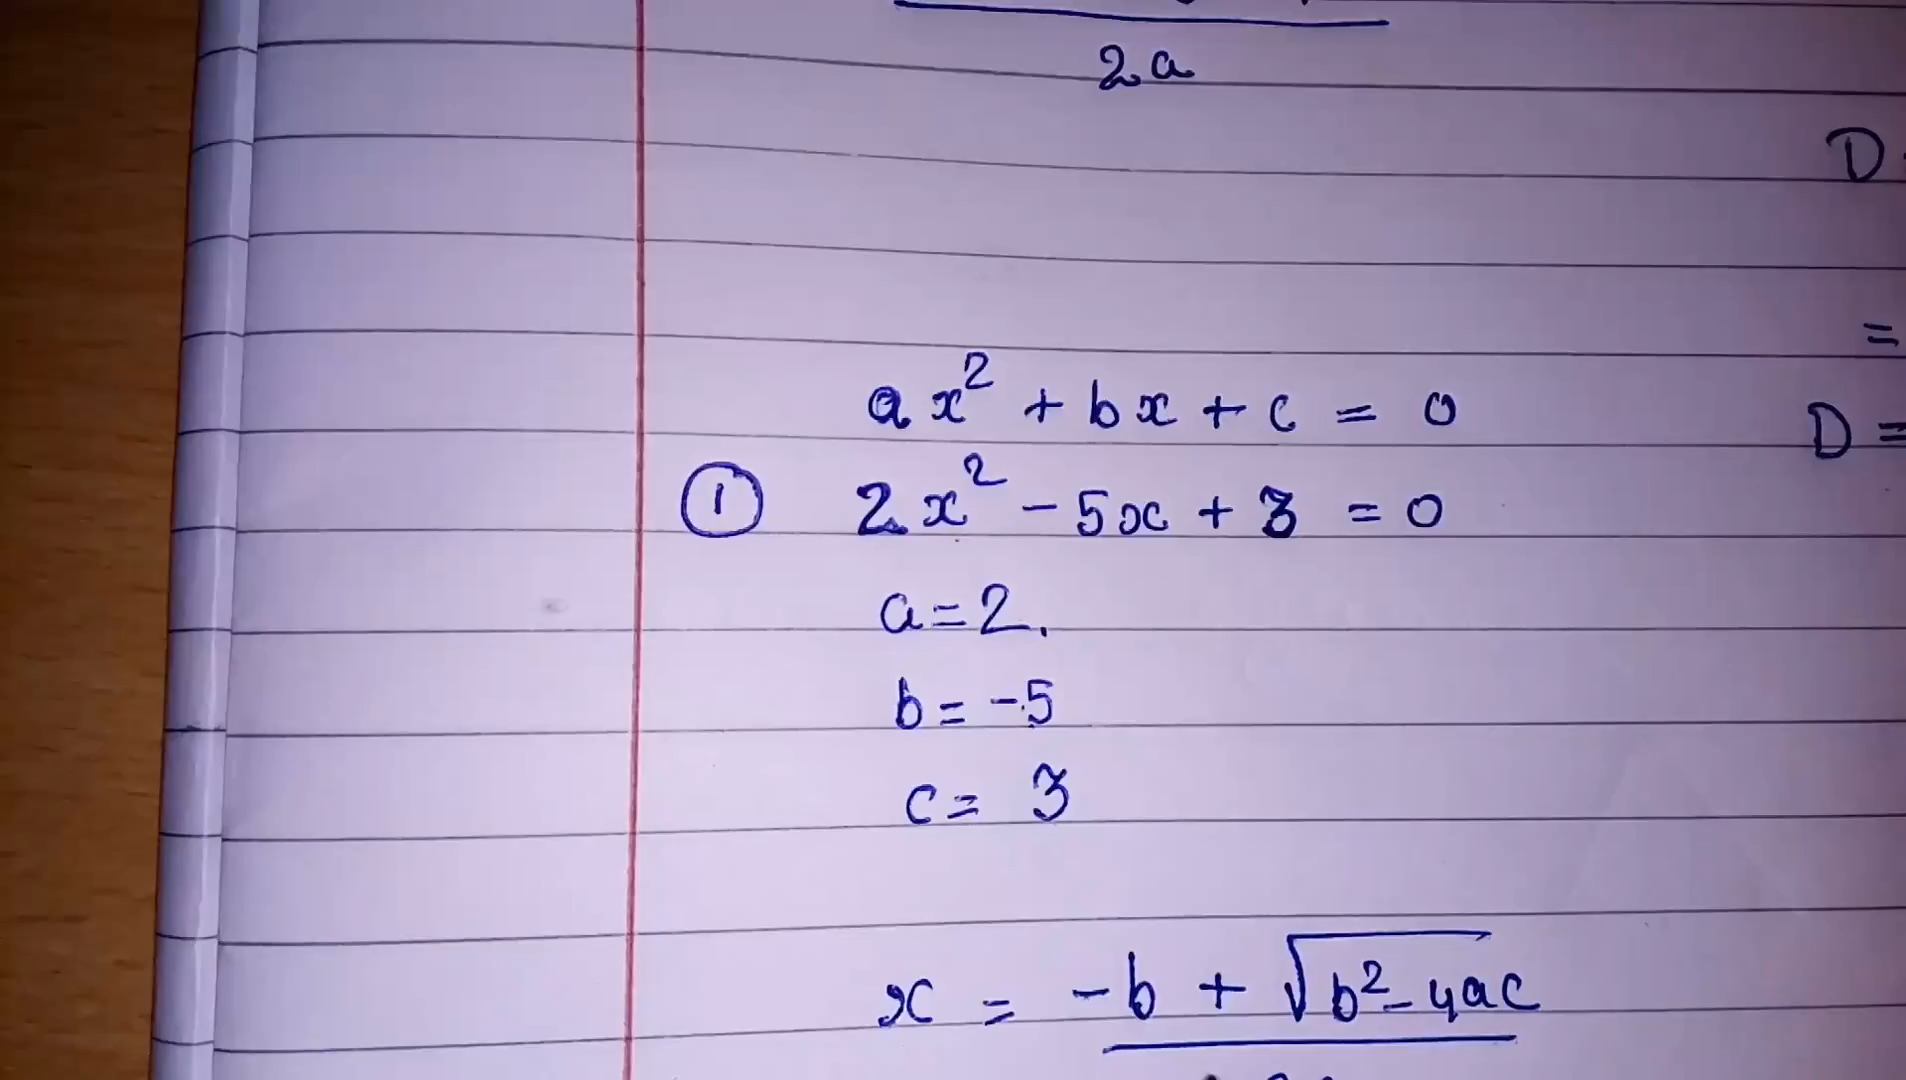 2a
D
=
ax² + bx + c = 0
D =
① 2x² - 5x + 3 = 0
a = 2.
b = -5
c = 3
x = -b + √b² - 4ac